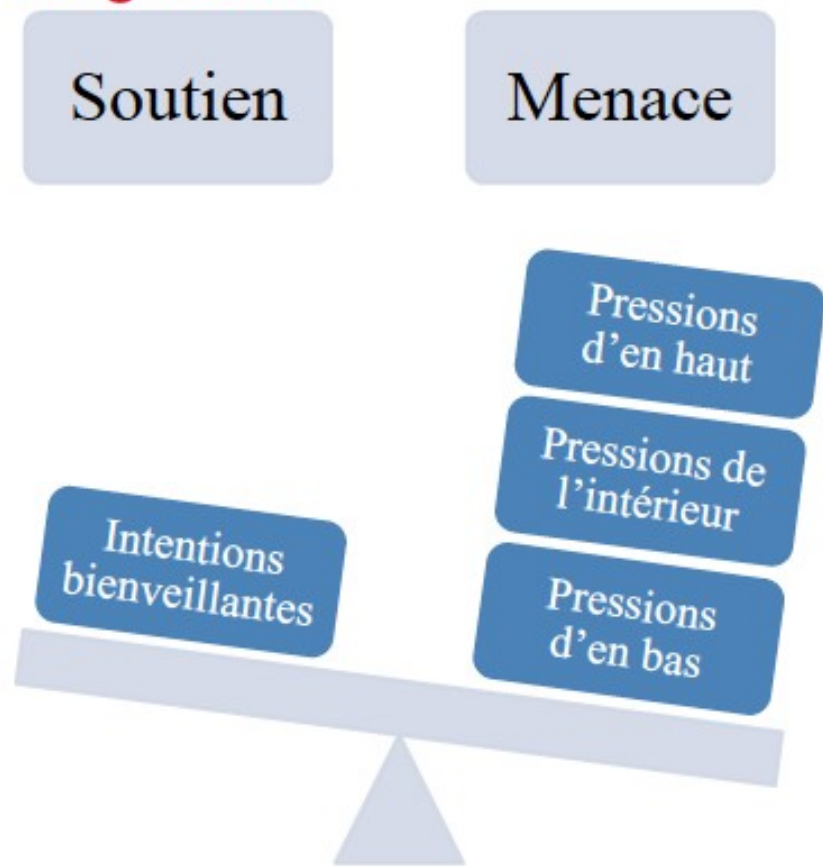 Soutien
Menace
Pressions
d’en haut
Pressions de
l’intérieur
Intentions
bienveillantes
Pressions
d’en bas